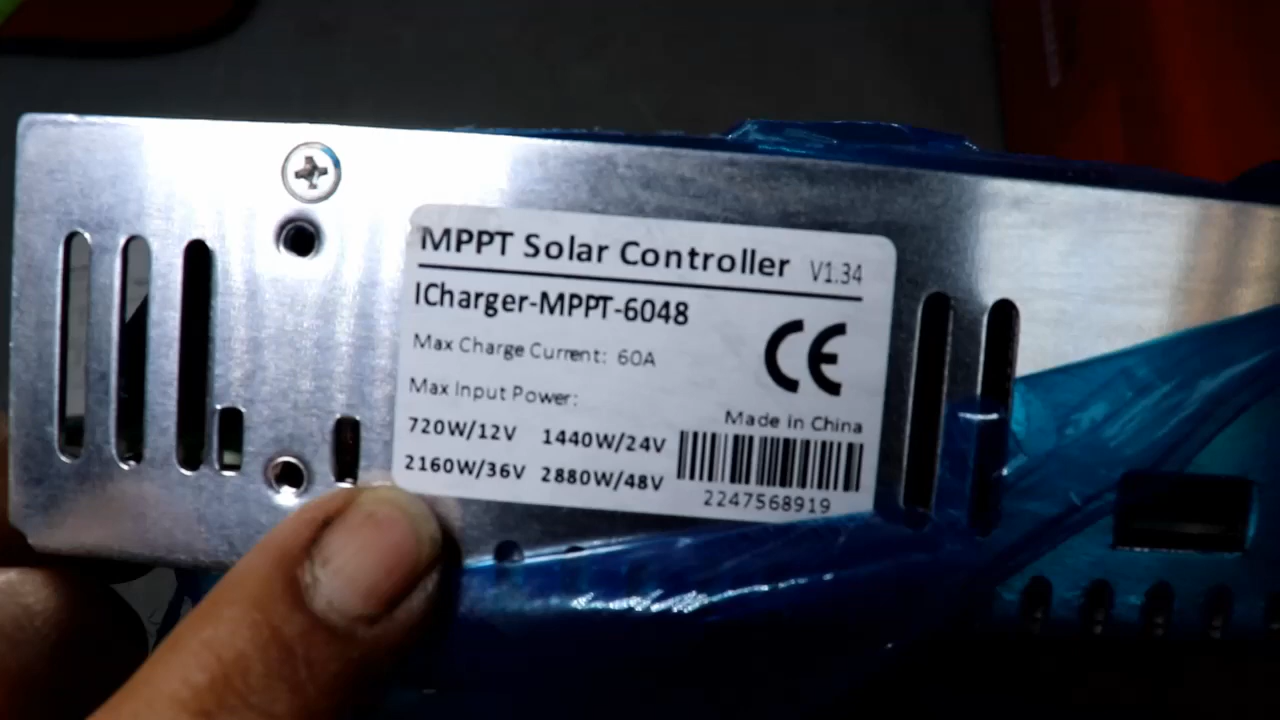 MPPT Solar Controller V1.34
ICharger-MPPT-6048
Max Charge Current: 60A
CE
Max Input Power:
Made in China
720W/12V 1440W/24V
2160W/36V 2880W/48V
2247568919